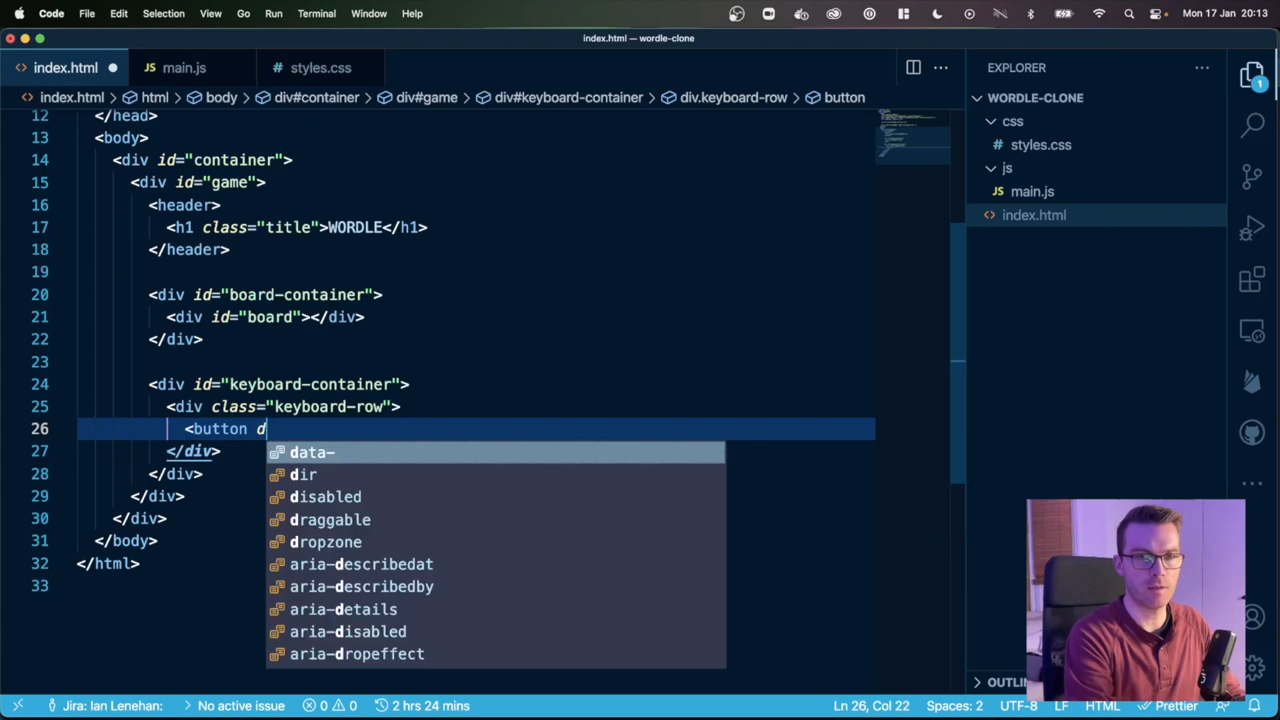 Code File Edit Selection View Go Run Terminal Window Help Mon 17 Jan 20:13
index.html — wordle-clone
index.html main.js styles.css
index.html > html > body > div#container > div#game > div#keyboard-container > div.keyboard-row > button
12 </head>
13 <body>
14 <div id="container">
15 <div id="game">
16 <header>
17 <h1 class="title">WORDLE</h1>
18 </header>
19
20 <div id="board-container">
21 <div id="board"></div>
22 </div>
23
24 <div id="keyboard-container">
25 <div class="keyboard-row">
26 <button d
27 </div>
28 </div>
29 </div>
30 </div>
31 </body>
32 </html>
33
data-
dir
disabled
draggable
dropzone
aria-describedat
aria-describedby
aria-details
aria-disabled
aria-dropeffect
EXPLORER
WORDLE-CLONE
css
styles.css
js
main.js
index.html
1
OUTLIN
Jira: Ian Lenehan: No active issue 0 0 2 hrs 24 mins Ln 26, Col 22 Spaces: 2 UTF-8 LF HTML Prettier